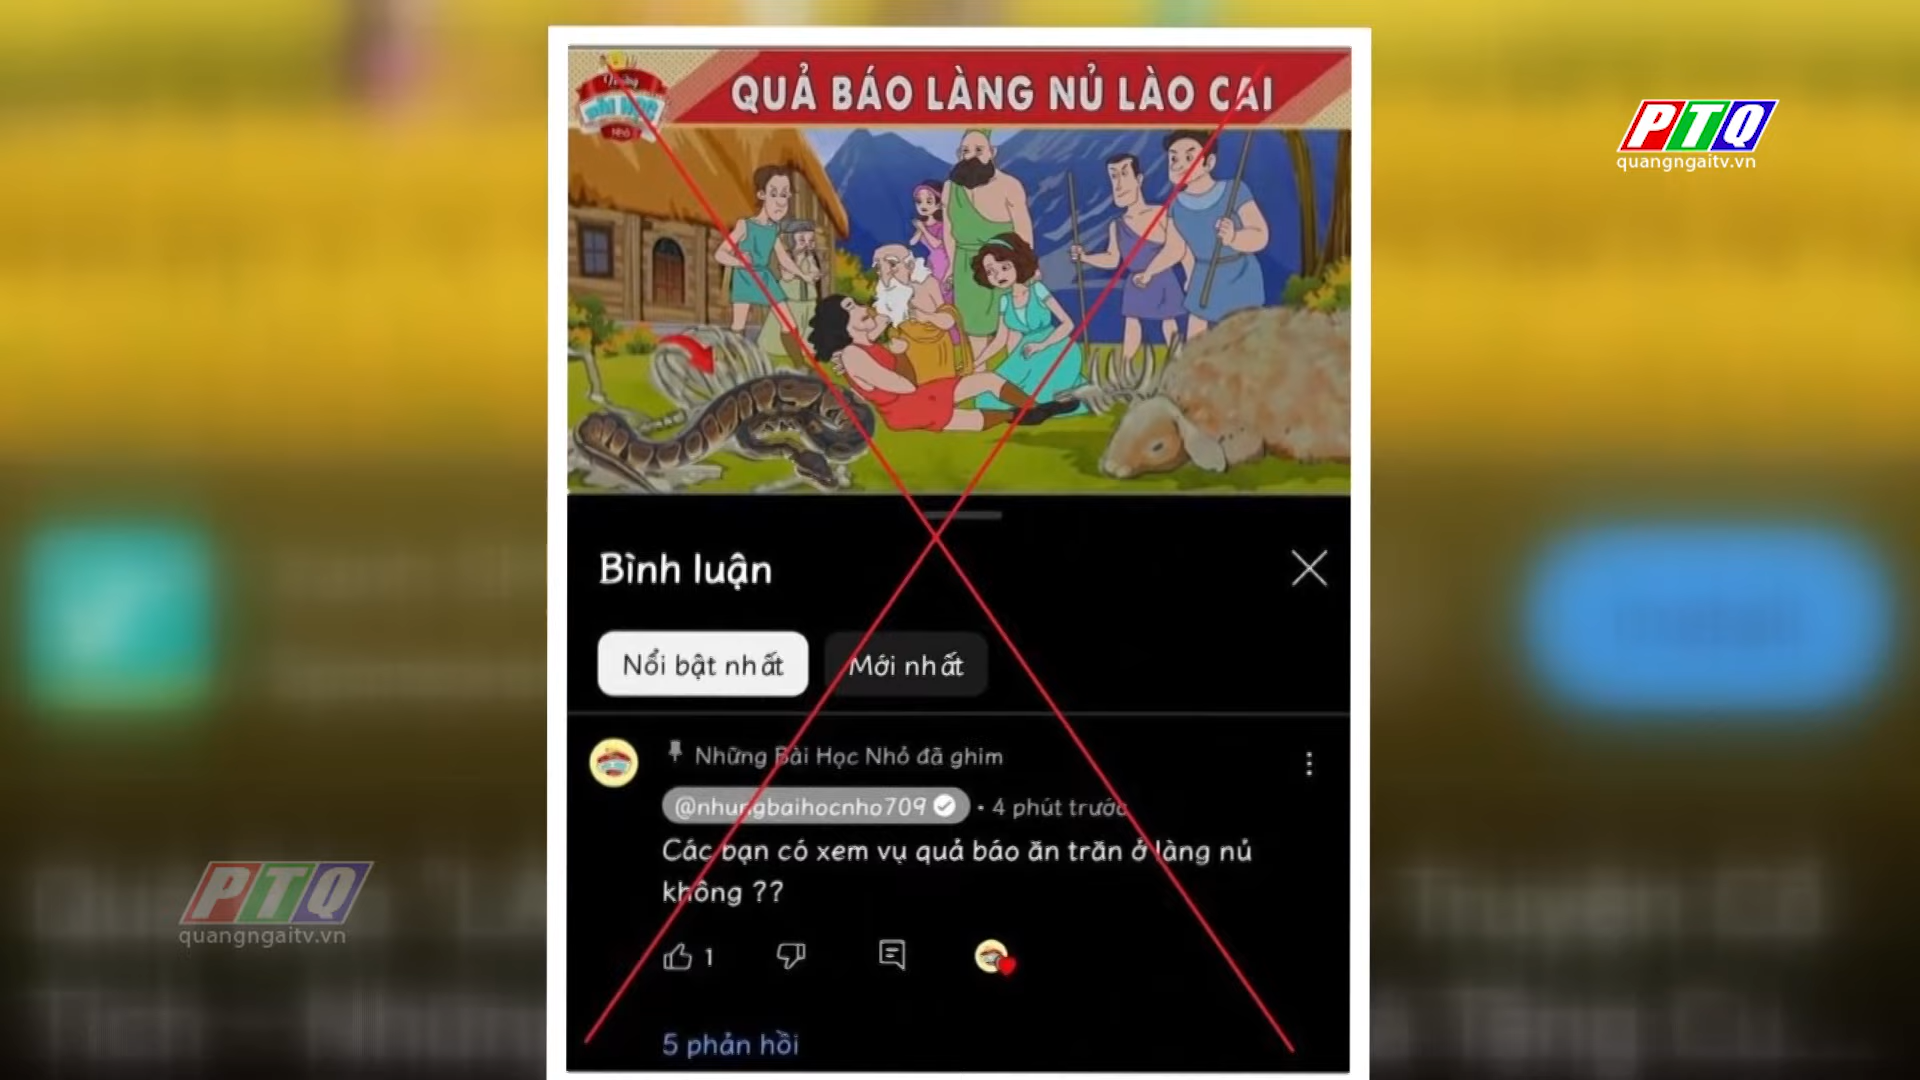 QUẢ BÁO LÀNG NỦ LÀO CAI
PTQ
quangngaitv.vn
Bình luận
Nổi bật nhất
Mới nhất
Những Bài Học Nhỏ đã ghim
@nhungbaihocnho709 • 4 phút trước
Các bạn có xem vụ quả báo ăn trăn ở làng nủ
không ??
1
5 phản hồi
PTQ
quangngaitv.vn